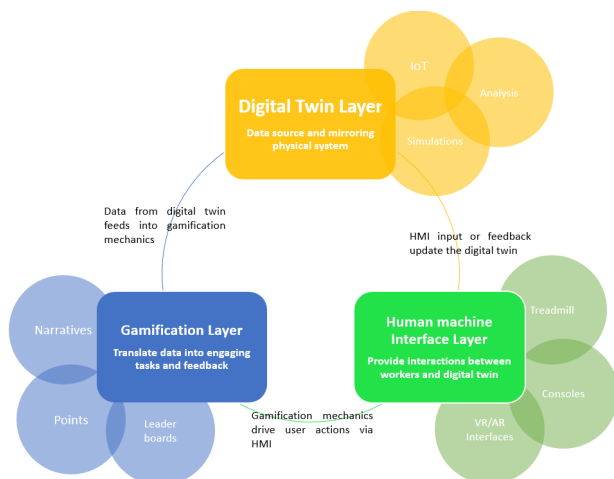 IoT
Analysis
Digital Twin Layer
Data source and mirroring
physical system
Simulations
Data from digital twin
feeds into gamification
mechanics
HMI input or feedback
update the digital twin
Narratives
Gamification Layer
Translate data into engaging
tasks and feedback
Points
Leader
boards
Human machine
Interface Layer
Provide interactions between
workers and digital twin
Treadmill
Consoles
VR/AR
Interfaces
Gamification mechanics
drive user actions via
HMI